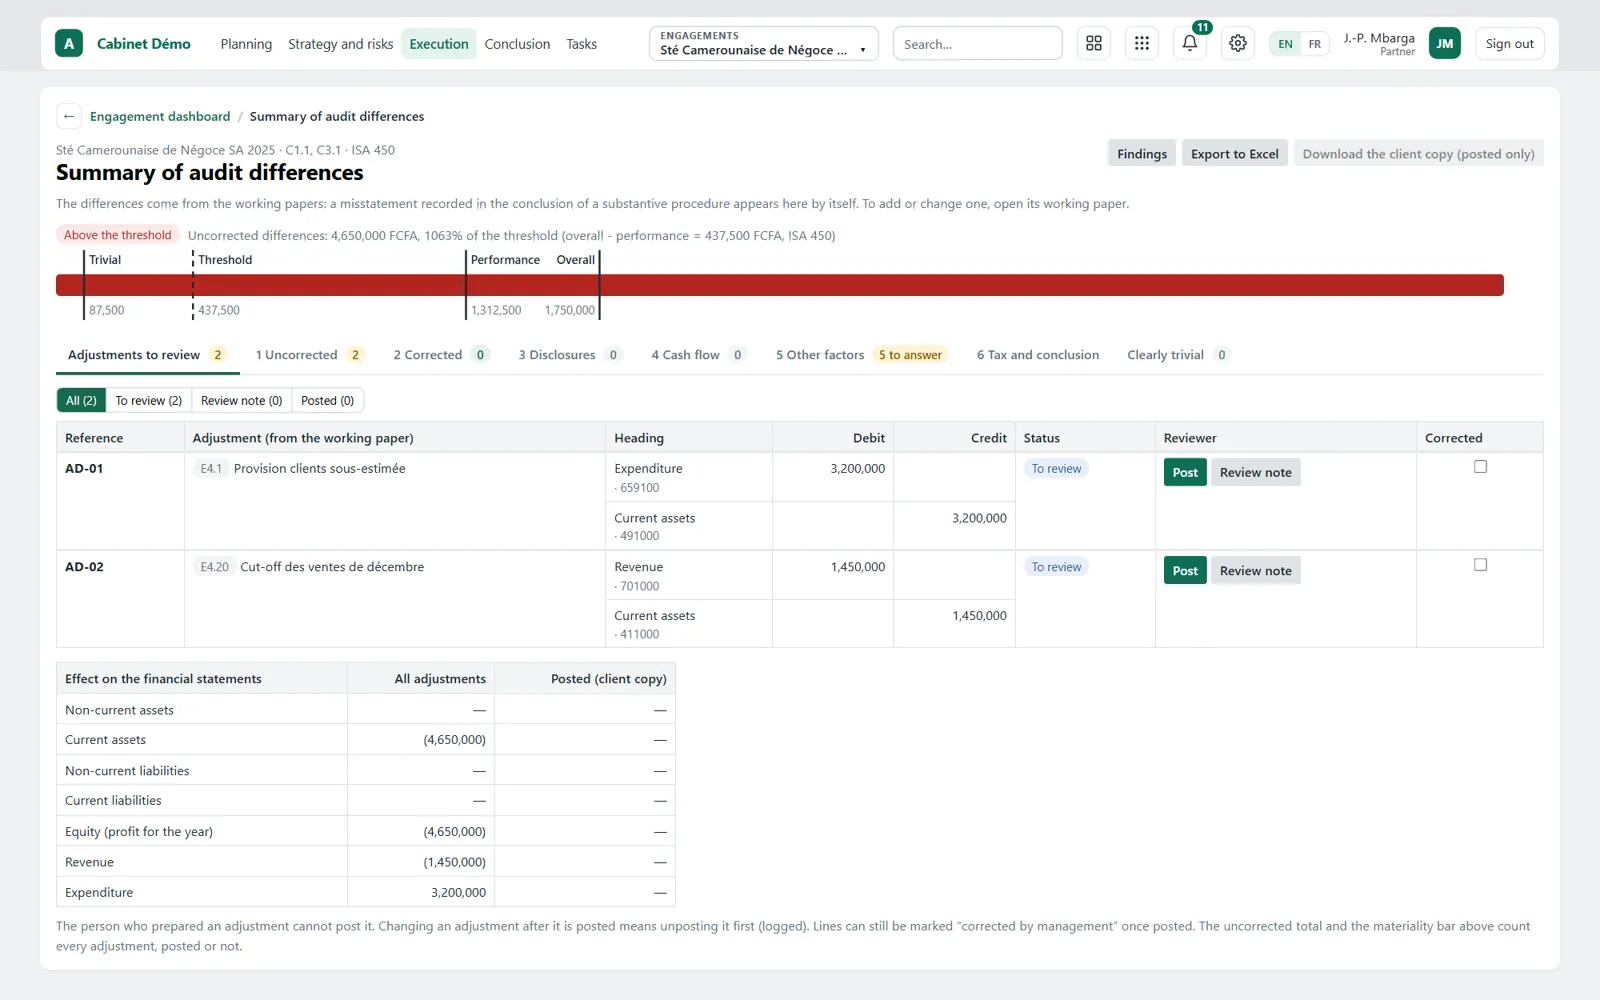 A Cabinet Démo Planning Strategy and risks Execution Conclusion Tasks
ENGAGEMENTS
Sté Camerounaise de Négoce ... ▾
Search...
11
EN FR
J.-P. Mbarga
Partner
JM
Sign out
← Engagement dashboard / Summary of audit differences
Sté Camerounaise de Négoce SA 2025 · C1.1, C3.1 · ISA 450
Summary of audit differences
Findings Export to Excel Download the client copy (posted only)
The differences come from the working papers: a misstatement recorded in the conclusion of a substantive procedure appears here by itself. To add or change one, open its working paper.
Above the threshold Uncorrected differences: 4,650,000 FCFA, 1063% of the threshold (overall - performance = 437,500 FCFA, ISA 450)
Trivial Threshold Performance Overall
87,500 437,500 1,312,500 1,750,000
Adjustments to review 2 1 Uncorrected 2 2 Corrected 0 3 Disclosures 0 4 Cash flow 0 5 Other factors 5 to answer 6 Tax and conclusion Clearly trivial 0
All (2) To review (2) Review note (0) Posted (0)
Reference Adjustment (from the working paper) Heading Debit Credit Status Reviewer Corrected
AD-01 E4.1 Provision clients sous-estimée Expenditure 3,200,000 To review Post Review note
· 659100
Current assets 3,200,000
· 491000
AD-02 E4.20 Cut-off des ventes de décembre Revenue 1,450,000 To review Post Review note
· 701000
Current assets 1,450,000
· 411000
Effect on the financial statements All adjustments Posted (client copy)
Non-current assets — —
Current assets (4,650,000) —
Non-current liabilities — —
Current liabilities — —
Equity (profit for the year) (4,650,000) —
Revenue (1,450,000) —
Expenditure 3,200,000 —
The person who prepared an adjustment cannot post it. Changing an adjustment after it is posted means unposting it first (logged). Lines can still be marked "corrected by management" once posted. The uncorrected total and the materiality bar above count
every adjustment, posted or not.